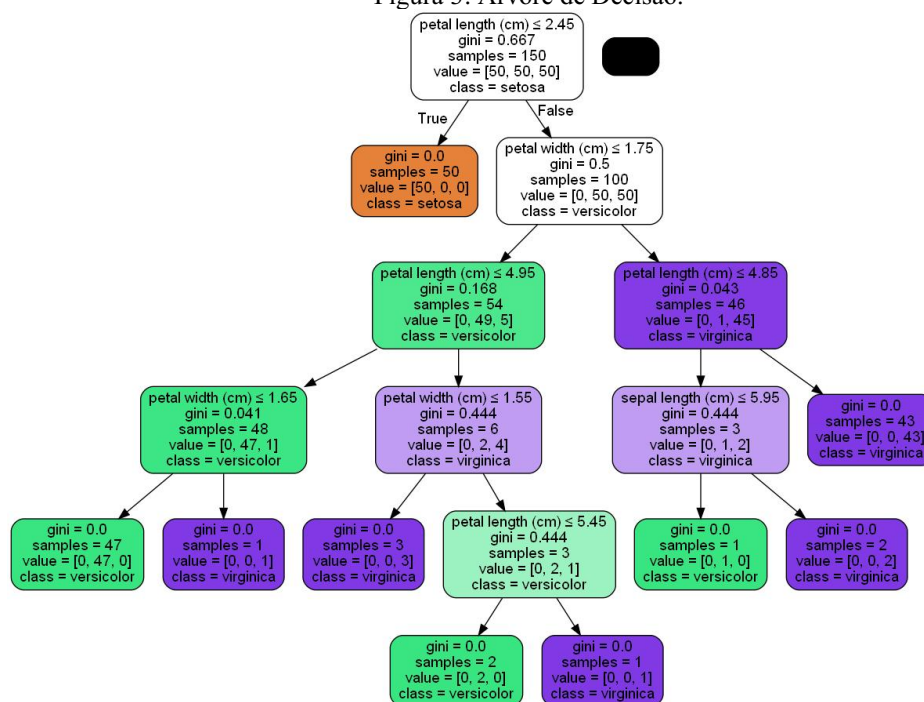 Figura 5. Árvore de Decisão.
petal length (cm) ≤ 2.45
gini = 0.667
samples = 150
value = [50, 50, 50]
class = setosa
True
False
gini = 0.0
samples = 50
value = [50, 0, 0]
class = setosa
petal width (cm) ≤ 1.75
gini = 0.5
samples = 100
value = [0, 50, 50]
class = versicolor
petal length (cm) ≤ 4.95
gini = 0.168
samples = 54
value = [0, 49, 5]
class = versicolor
petal length (cm) ≤ 4.85
gini = 0.043
samples = 46
value = [0, 1, 45]
class = virginica
petal width (cm) ≤ 1.65
gini = 0.041
samples = 48
value = [0, 47, 1]
class = versicolor
petal width (cm) ≤ 1.55
gini = 0.444
samples = 6
value = [0, 2, 4]
class = virginica
sepal length (cm) ≤ 5.95
gini = 0.444
samples = 3
value = [0, 1, 2]
class = virginica
gini = 0.0
samples = 43
value = [0, 0, 43]
class = virginica
gini = 0.0
samples = 47
value = [0, 47, 0]
class = versicolor
gini = 0.0
samples = 1
value = [0, 0, 1]
class = virginica
gini = 0.0
samples = 3
value = [0, 0, 3]
class = virginica
petal length (cm) ≤ 5.45
gini = 0.444
samples = 3
value = [0, 2, 1]
class = versicolor
gini = 0.0
samples = 1
value = [0, 1, 0]
class = versicolor
gini = 0.0
samples = 2
value = [0, 0, 2]
class = virginica
gini = 0.0
samples = 2
value = [0, 2, 0]
class = versicolor
gini = 0.0
samples = 1
value = [0, 0, 1]
class = virginica